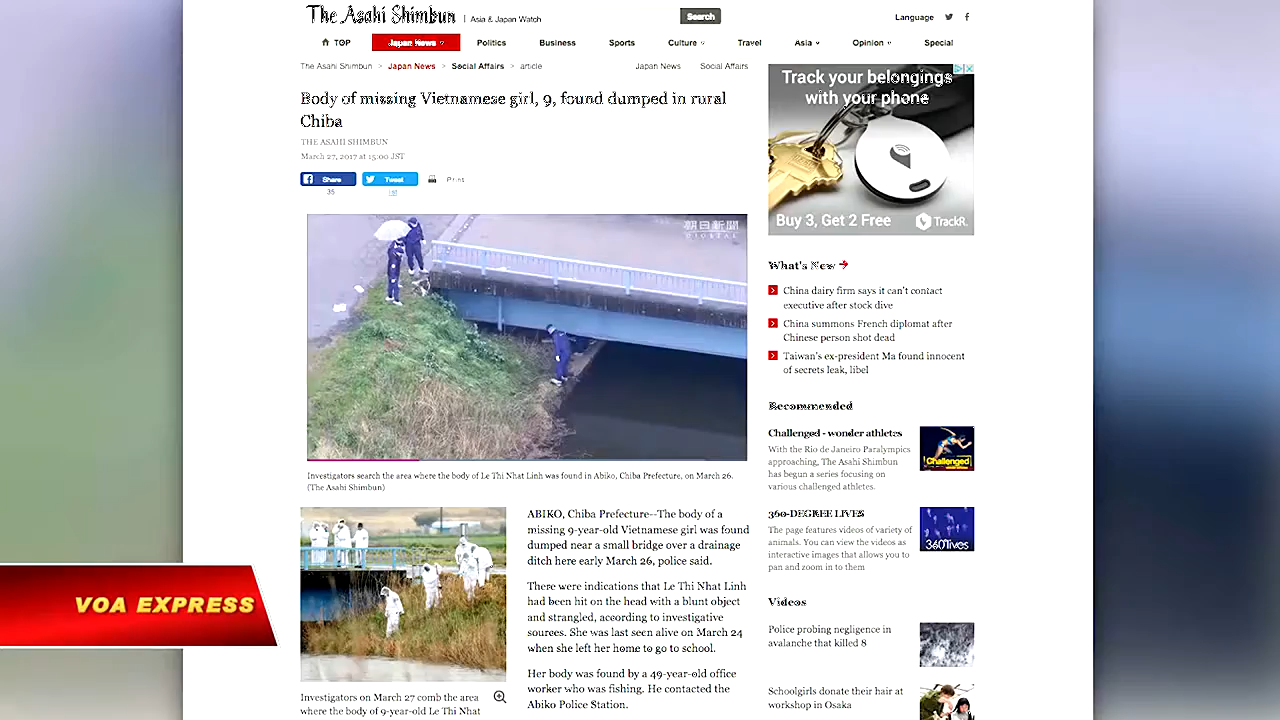 The Asahi Shimbun
Asia & Japan Watch
Search
Language
TOP
Japan News
Politics
Business
Sports
Culture
Travel
Asia
Opinion
Special
The Asahi Shimbun > Japan News > Social Affairs > article
Japan News
Social Affairs
Body of missing Vietnamese girl, 9, found dumped in rural
Chiba
THE ASAHI SHIMBUN
March 27, 2017 at 15:00 JST
Share
Tweet
Print
35
list
朝日新聞
DIGITAL
Investigators search the area where the body of Le Thi Nhat Linh was found in Abiko, Chiba Prefecture, on March 26.
(The Asahi Shimbun)
Investigators on March 27 comb the area
where the body of 9-year-old Le Thi Nhat
ABIKO, Chiba Prefecture--The body of a
missing 9-year-old Vietnamese girl was found
dumped near a small bridge over a drainage
ditch here early March 26, police said.
There were indications that Le Thi Nhat Linh
had been hit on the head with a blunt object
and strangled, according to investigative
sources. She was last seen alive on March 24
when she left her home to go to school.
Her body was found by a 49-year-old office
worker who was fishing. He contacted the
Abiko Police Station.
Track your belongings
with your phone
Buy 3, Get 2 Free
TrackR
What's New
China dairy firm says it can't contact
executive after stock dive
China summons French diplomat after
Chinese person shot dead
Taiwan's ex-president Ma found innocent
of secrets leak, libel
Recommended
Challenged - wonder athletes
With the Rio de Janeiro Paralympics
approaching, The Asahi Shimbun
has begun a series focusing on
various challenged athletes.
Challenged
360-DEGREE LIVES
The page features videos of variety of
animals. You can view the videos as
interactive images that allows you to
pan and zoom in to them
360°lives
Videos
Police probing negligence in
avalanche that killed 8
Schoolgirls donate their hair at
workshop in Osaka
VOA EXPRESS